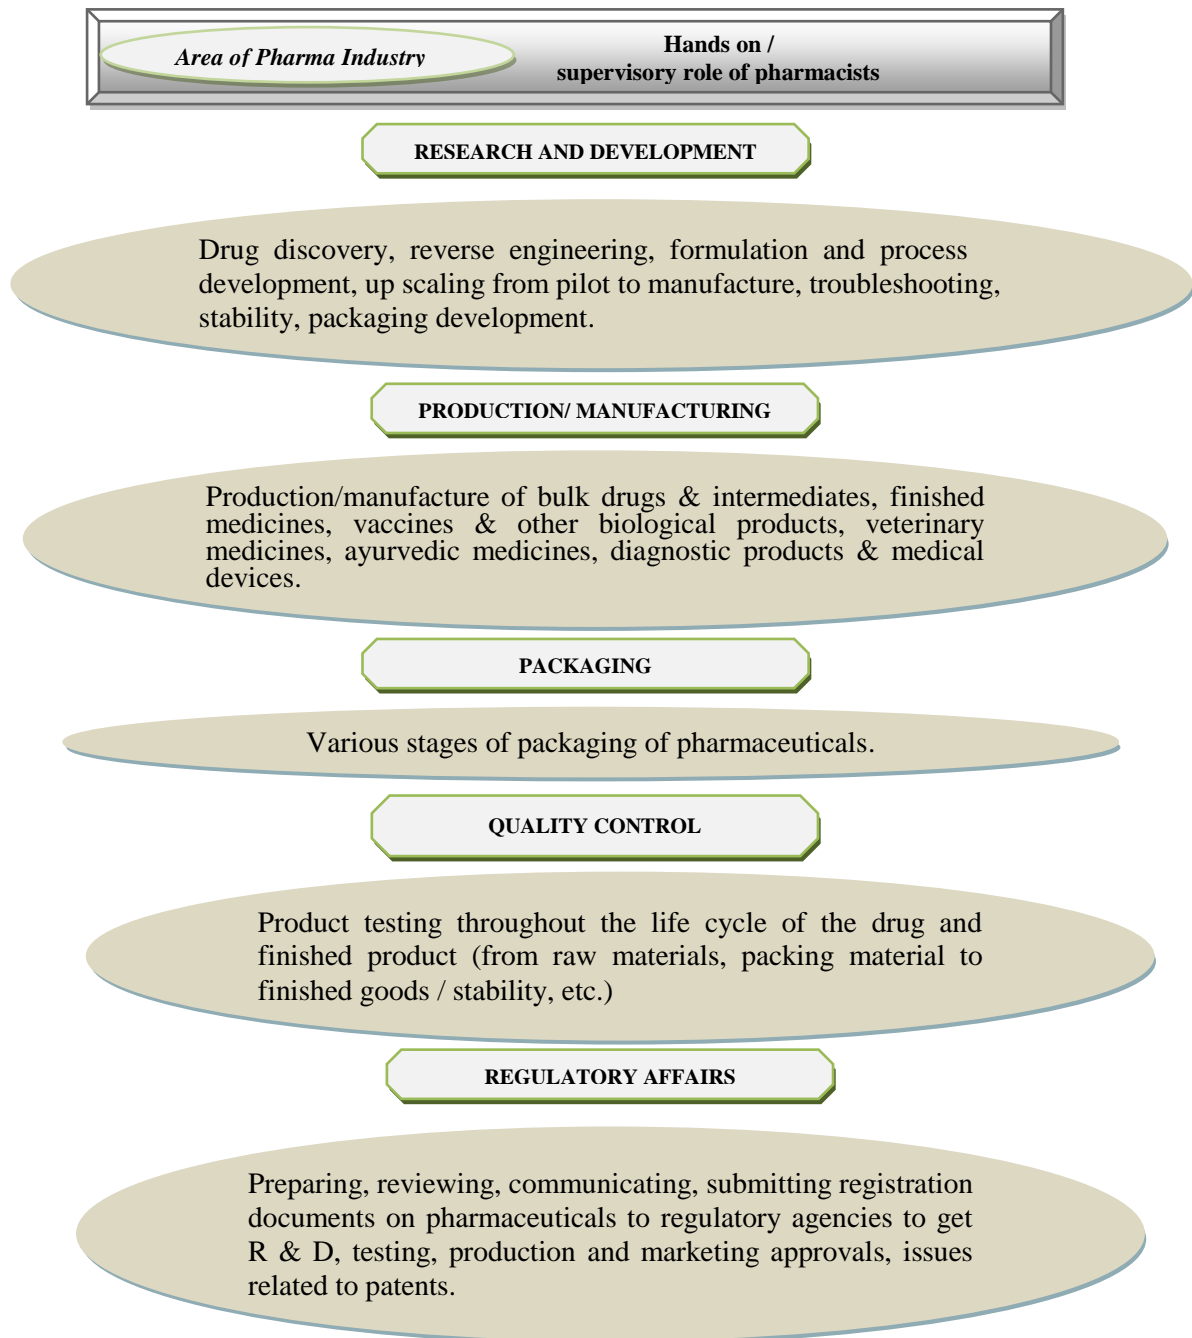 Area of Pharma Industry
Hands on /
supervisory role of pharmacists
RESEARCH AND DEVELOPMENT
Drug discovery, reverse engineering, formulation and process
development, up scaling from pilot to manufacture, troubleshooting,
stability, packaging development.
PRODUCTION/ MANUFACTURING
Production/manufacture of bulk drugs & intermediates, finished
medicines, vaccines & other biological products, veterinary
medicines, ayurvedic medicines, diagnostic products & medical
devices.
PACKAGING
Various stages of packaging of pharmaceuticals.
QUALITY CONTROL
Product testing throughout the life cycle of the drug and
finished product (from raw materials, packing material to
finished goods / stability, etc.)
REGULATORY AFFAIRS
Preparing, reviewing, communicating, submitting registration
documents on pharmaceuticals to regulatory agencies to get
R & D, testing, production and marketing approvals, issues
related to patents.